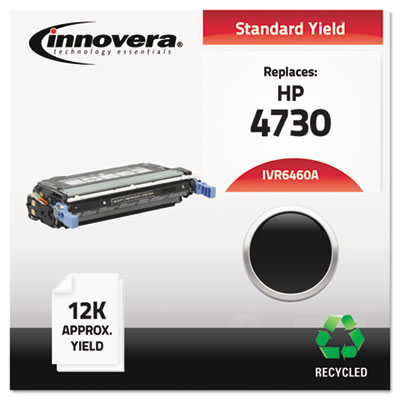 innovera
technology essentials
Standard Yield
Replaces:
HP
4730
IVR6460A
12K
APPROX.
YIELD
RECYCLED